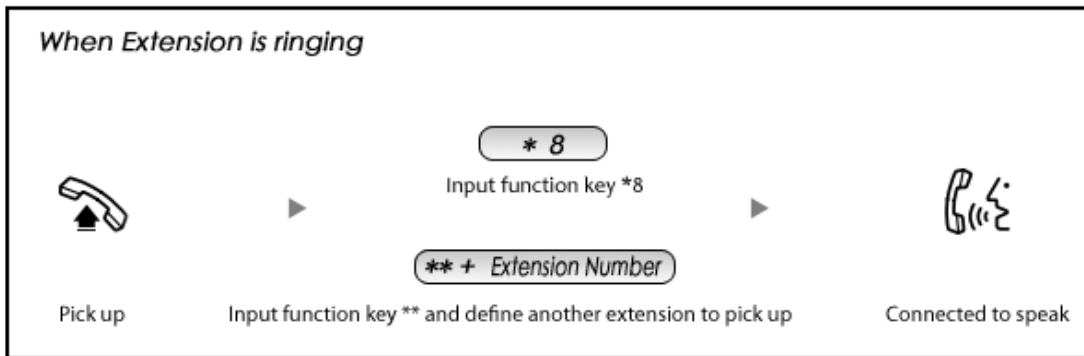 When Extension is ringing
* 8
Input function key *8
** + Extension Number
Pick up
Input function key ** and define another extension to pick up
Connected to speak